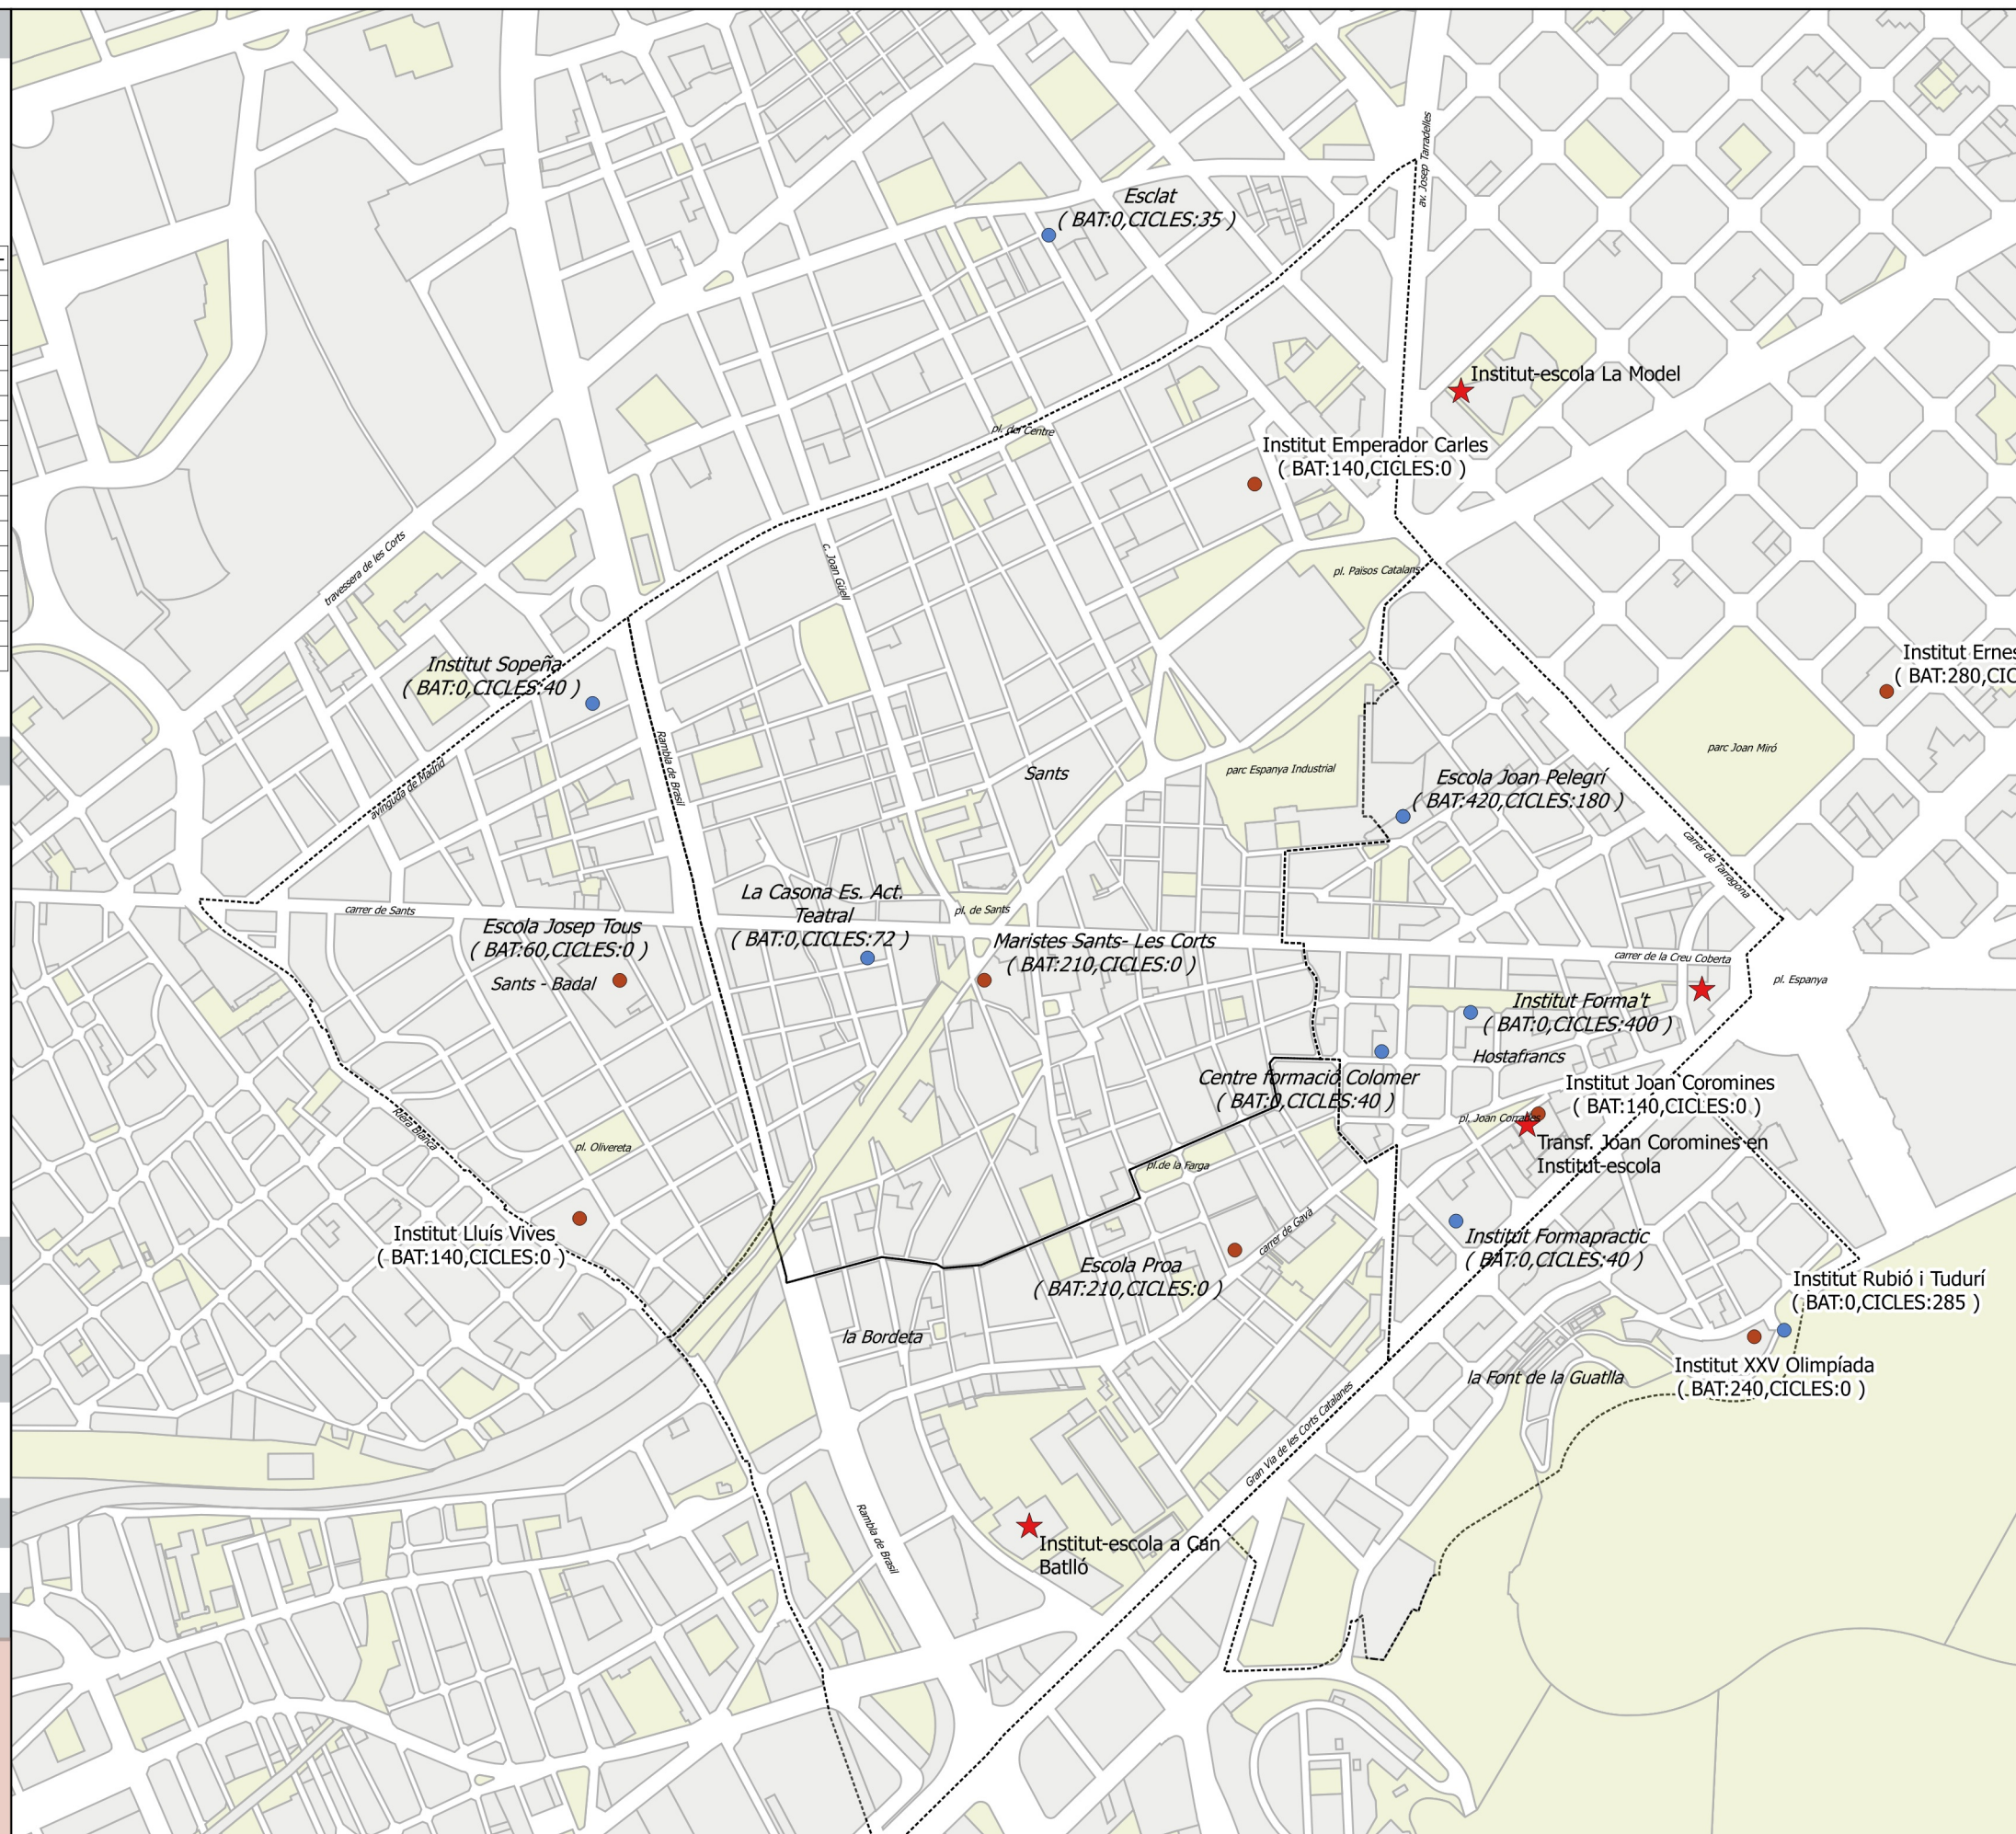 av. Josep Tarradelles
Esclat
( BAT:0,CICLES:35 )
Institut-escola La Model
pl. del Centre
Institut Emperador Carles
( BAT:140,CICLES:0 )
travessera de les Corts
c. Joan Güell
pl. Països Catalans
Institut Sopeña
( BAT:0,CICLES:40 )
Institut Ernes
( BAT:280,CIC
Rambla de Brasil
parc Joan Miró
Sants
parc Espanya Industrial
Escola Joan Pelegrí
( BAT:420,CICLES:180 )
avinguda de Madrid
carrer de Tarragona
La Casona Es. Act.
Teatral
( BAT:0,CICLES:72 )
carrer de Sants
pl. de Sants
Escola Josep Tous
( BAT:60,CICLES:0 )
Maristes Sants- Les Corts
( BAT:210,CICLES:0 )
carrer de la Creu Coberta
Sants - Badal
pl. Espanya
Institut Forma't
( BAT:0,CICLES:400 )
Hostafrancs
Centre formació Colomer
( BAT:0,CICLES:40 )
Institut Joan Coromines
( BAT:140,CICLES:0 )
pl. Joan Corrades
Riera Blanca
pl. Olivereta
Transf. Joan Coromines en
Institut-escola
pl.de la Farga
Institut Lluís Vives
( BAT:140,CICLES:0 )
carrer de Gavà
Institut Formapractic
( BAT:0,CICLES:40 )
Escola Proa
( BAT:210,CICLES:0 )
Institut Rubió i Tudurí
( BAT:0,CICLES:285 )
la Bordeta
Institut XXV Olimpíada
( BAT:240,CICLES:0 )
la Font de la Guatlla
Gran Via de les Corts Catalanes
Rambla de Brasil
Institut-escola a Can
Batlló